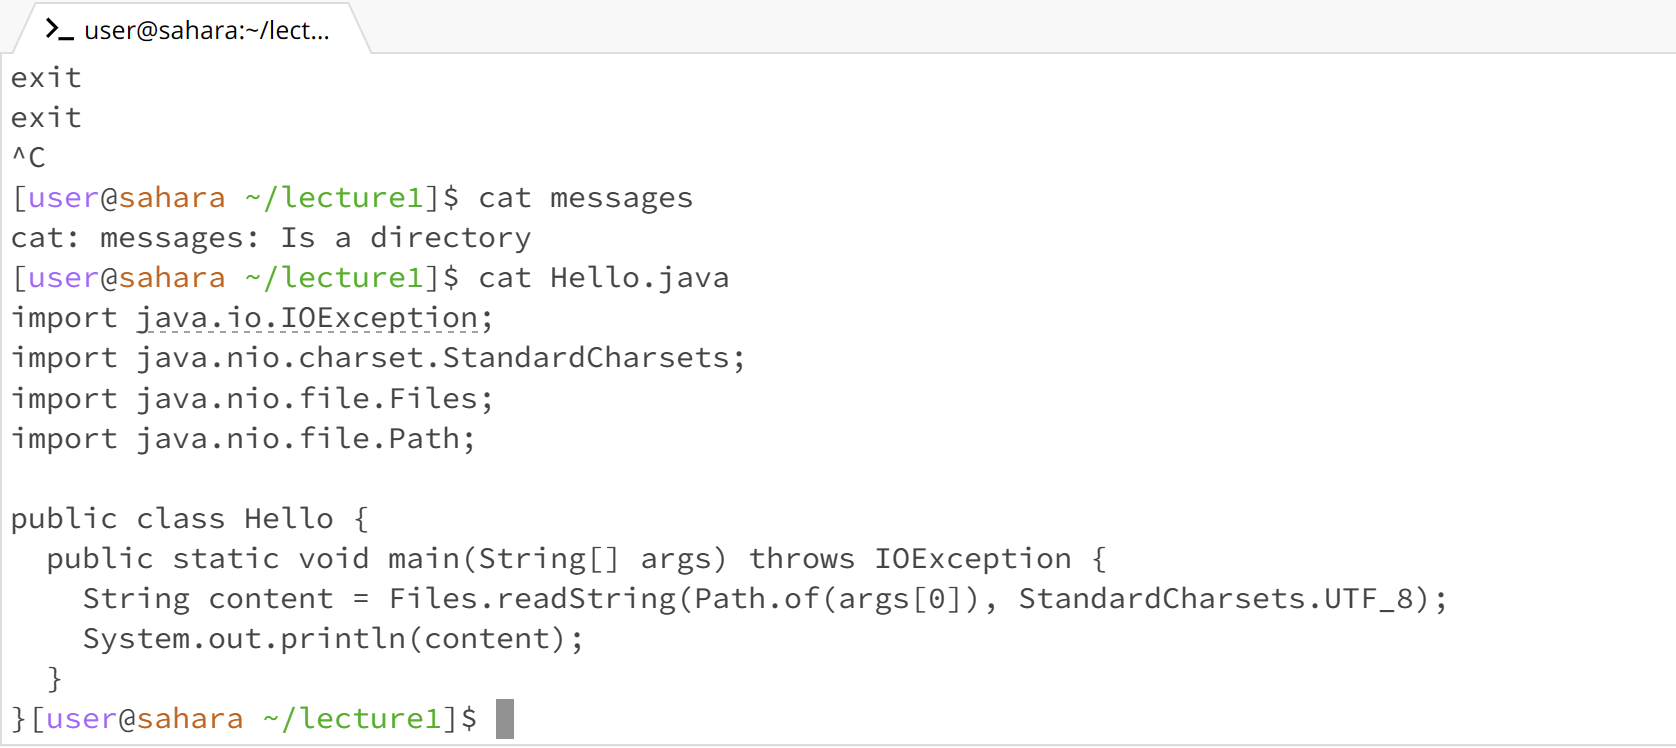 >_ user@sahara:~/lect...
exit
exit
^C
[user@sahara ~/lecture1]$ cat messages
cat: messages: Is a directory
[user@sahara ~/lecture1]$ cat Hello.java
import java.io.IOException;
import java.nio.charset.StandardCharsets;
import java.nio.file.Files;
import java.nio.file.Path;

public class Hello {
  public static void main(String[] args) throws IOException {
    String content = Files.readString(Path.of(args[0]), StandardCharsets.UTF_8);
    System.out.println(content);
  }
}[user@sahara ~/lecture1]$